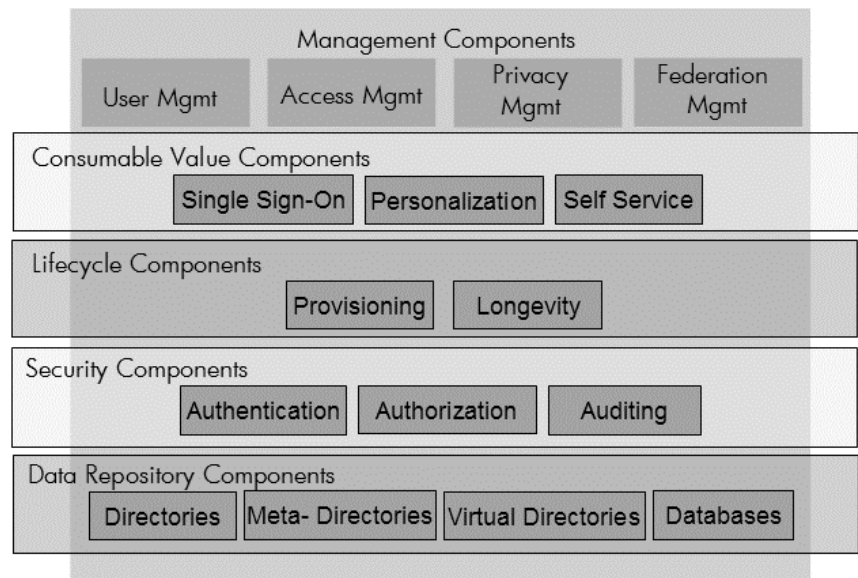 Management Components
User Mgmt
Access Mgmt
Privacy
Mgmt
Federation
Mgmt
Consumable Value Components
Single Sign-On
Personalization
Self Service
Lifecycle Components
Provisioning
Longevity
Security Components
Authentication
Authorization
Auditing
Data Repository Components
Directories
Meta- Directories
Virtual Directories
Databases